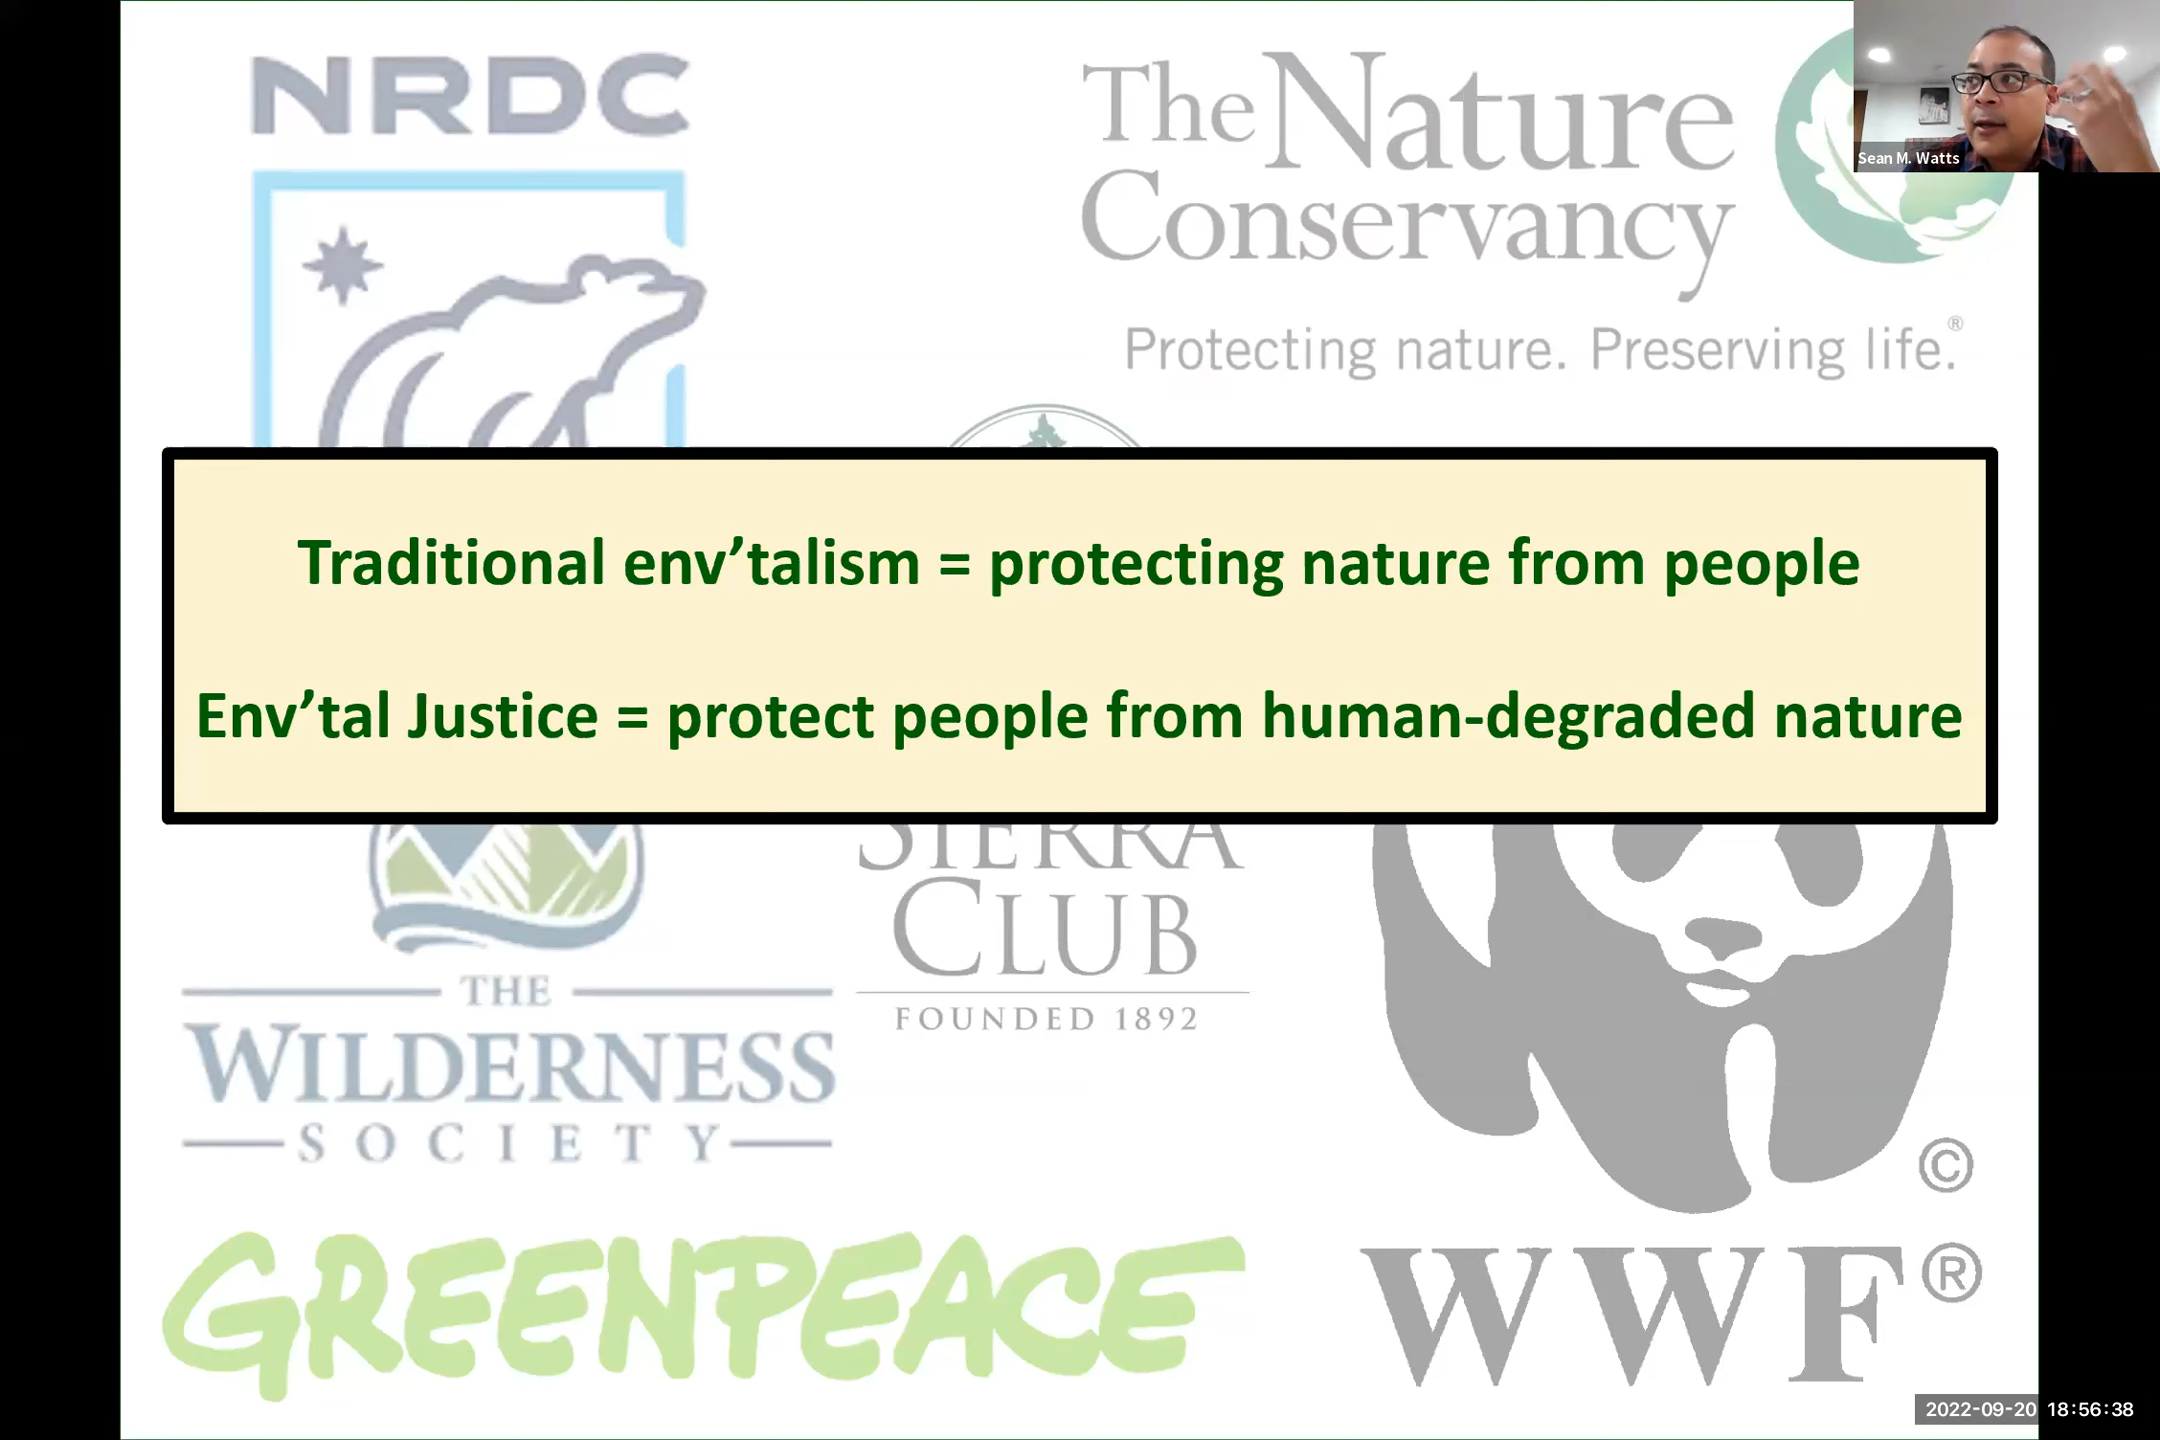 NRDC
The Nature
Conservancy
Protecting nature. Preserving life.®
Sean M. Watts
Traditional env’talism = protecting nature from people
Env’tal Justice = protect people from human-degraded nature
THE
WILDERNESS
SOCIETY
SIERRA
CLUB
FOUNDED 1892
©
GREENPEACE
WWF®
2022-09-20 18:56:38